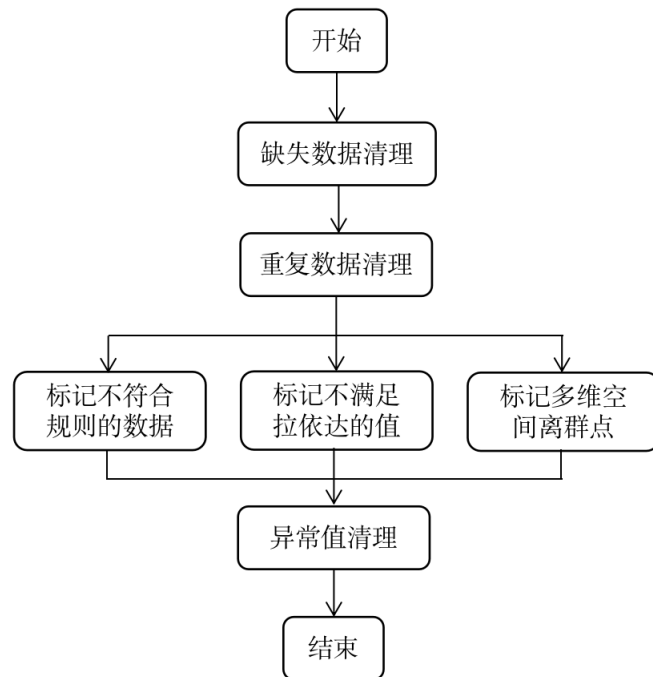 开始
缺失数据清理
重复数据清理
标记不符合
规则的数据
标记不满足
拉依达的值
标记多维空
间离群点
异常值清理
结束